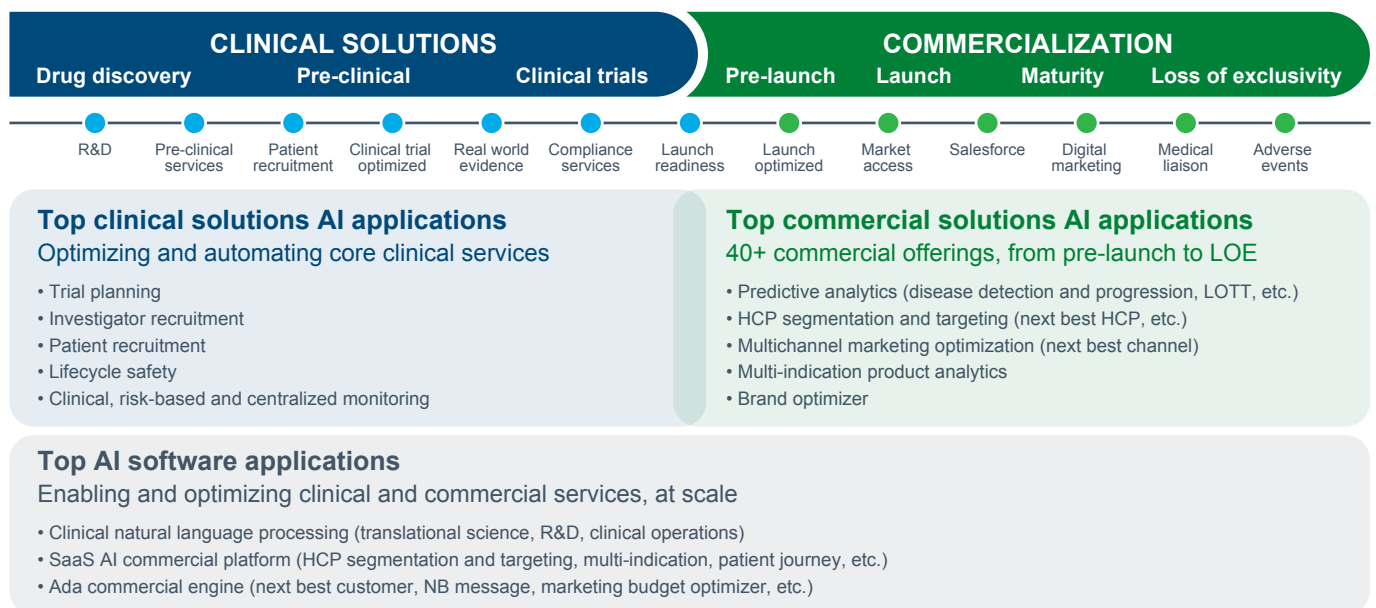 CLINICAL SOLUTIONS
Drug discovery Pre-clinical Clinical trials
COMMERCIALIZATION
Pre-launch Launch Maturity Loss of exclusivity
R&D
Pre-clinical
services
Patient
recruitment
Clinical trial
optimized
Real world
evidence
Compliance
services
Launch
readiness
Launch
optimized
Market
access
Salesforce
Digital
marketing
Medical
liaison
Adverse
events
Top clinical solutions AI applications
Optimizing and automating core clinical services
• Trial planning
• Investigator recruitment
• Patient recruitment
• Lifecycle safety
• Clinical, risk-based and centralized monitoring
Top commercial solutions AI applications
40+ commercial offerings, from pre-launch to LOE
• Predictive analytics (disease detection and progression, LOTT, etc.)
• HCP segmentation and targeting (next best HCP, etc.)
• Multichannel marketing optimization (next best channel)
• Multi-indication product analytics
• Brand optimizer
Top AI software applications
Enabling and optimizing clinical and commercial services, at scale
• Clinical natural language processing (translational science, R&D, clinical operations)
• SaaS AI commercial platform (HCP segmentation and targeting, multi-indication, patient journey, etc.)
• Ada commercial engine (next best customer, NB message, marketing budget optimizer, etc.)